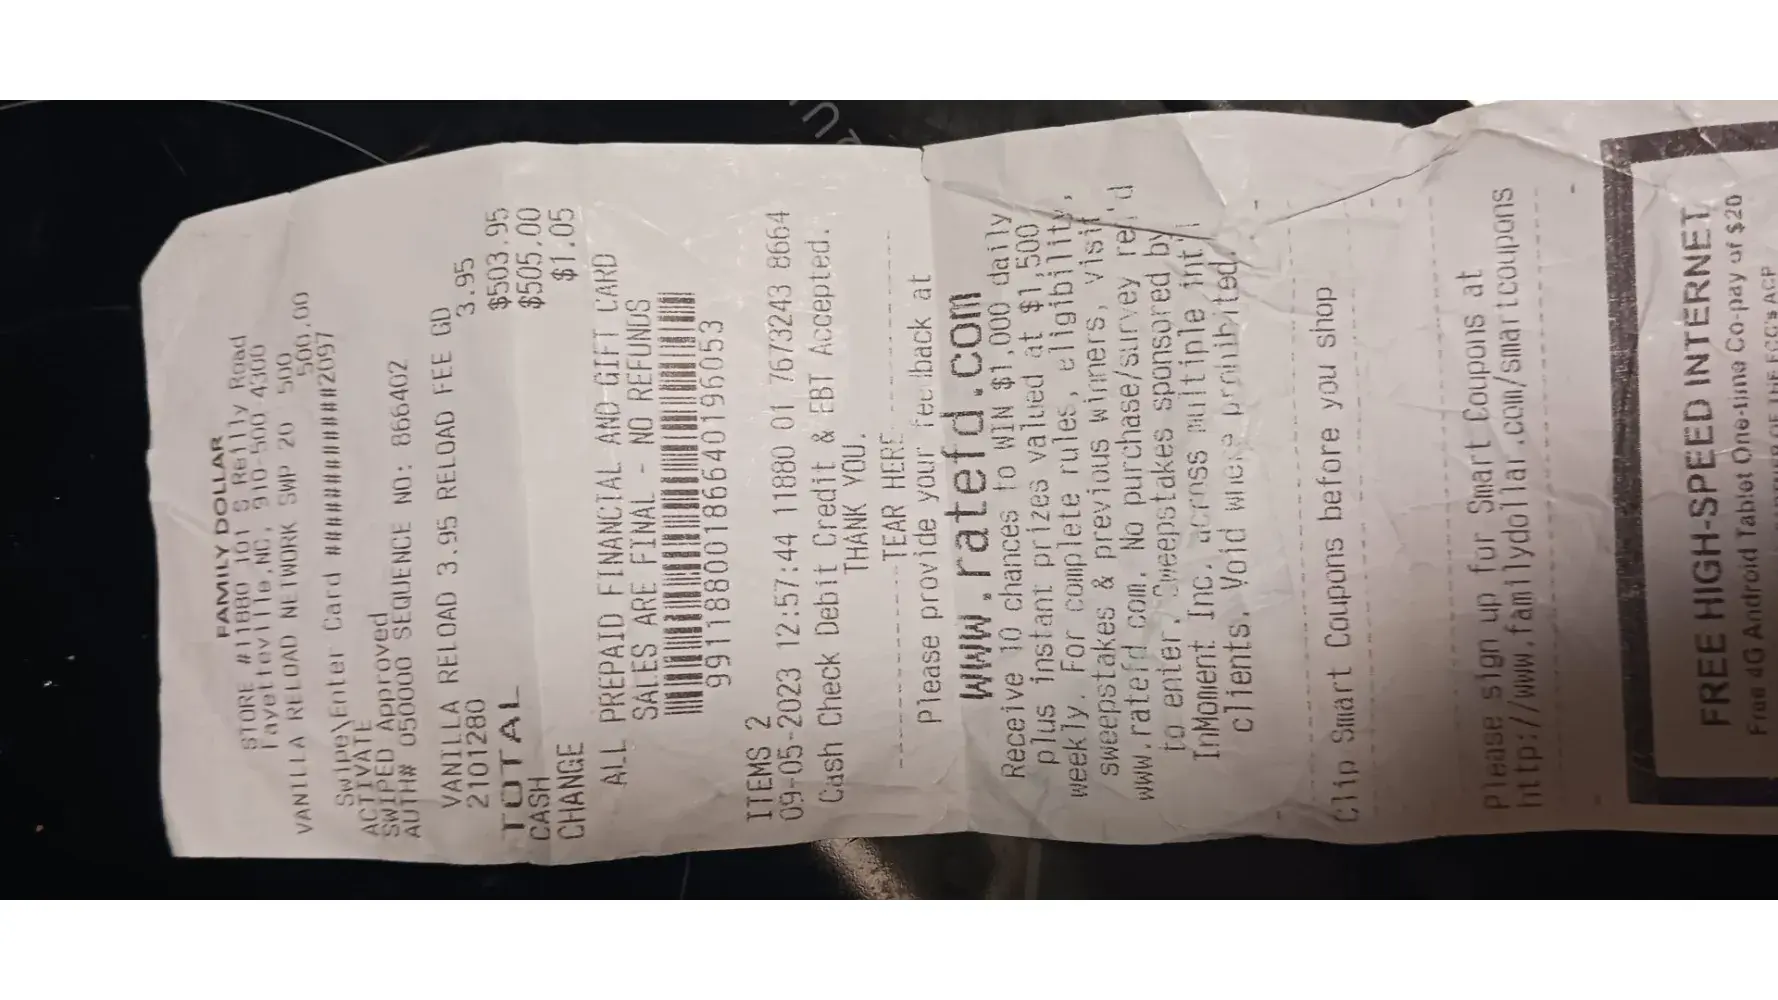 FAMILY DOLLAR
STORE #11880 101 S Reilly Road
Fayetteville,NC, 910-500-4300
VANILLA RELOAD NETWORK SWP 20 500
500.00
Swipe\Enter Card ############2097
ACTIVATE
SWIPED Approved
AUTH# 050000 SEQUENCE NO: 866402
VANILLA RELOAD 3.95 RELOAD FEE GD
21101280 3.95
TOTAL $503.95
CASH $505.00
CHANGE $1.05
ALL PREPAID FINANCIAL AND GIFT CARD
SALES ARE FINAL - NO REFUNDS
99118800186640196053
ITEMS 2
09-05-2023 12:57:44 11880 01 7673243 8664
Cash Check Debit Credit & EBT Accepted.
THANK YOU.
TEAR HERE
Please provide your feedback at
www.ratefd.com
Receive 10 chances to WIN $1,000 daily
plus instant prizes valued at $1,500
weekly. For complete rules, eligibility,
sweepstakes & previous winners, visit
www.ratefd.com. No purchase/survey req'd
to enter. Sweepstakes sponsored by
InMoment Inc. across multiple int'l
clients. Void where prohibited.
Clip Smart Coupons before you shop
Please sign up for Smart Coupons at
http://www.familydollar.com/smartcoupons
FREE HIGH-SPEED INTERNET
Free 4G Android Tablet One-time Co-pay of $20
OF THE FCC's ACP